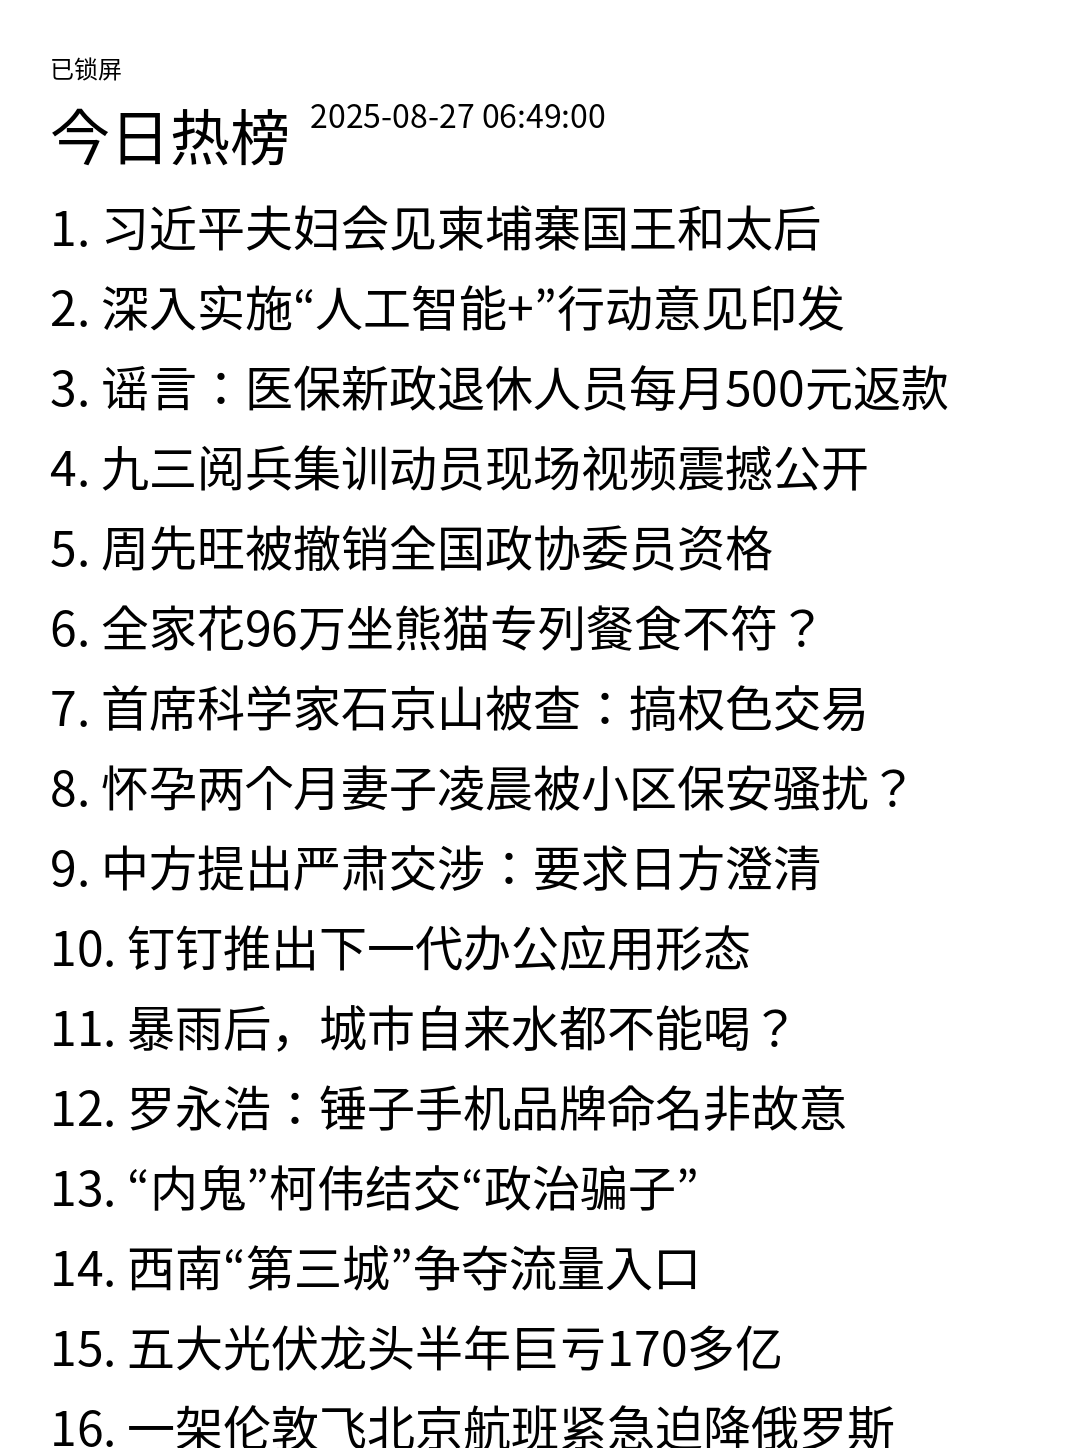 已锁屏
今日热榜 2025-08-27 06:49:00
1. 习近平夫妇会见柬埔寨国王和太后
2. 深入实施“人工智能+”行动意见印发
3. 谣言：医保新政退休人员每月500元返款
4. 九三阅兵集训动员现场视频震撼公开
5. 周先旺被撤销全国政协委员资格
6. 全家花96万坐熊猫专列餐食不符？
7. 首席科学家石京山被查：搞权色交易
8. 怀孕两个月妻子凌晨被小区保安骚扰？
9. 中方提出严肃交涉：要求日方澄清
10. 钉钉推出下一代办公应用形态
11. 暴雨后，城市自来水都不能喝？
12. 罗永浩：锤子手机品牌命名非故意
13. “内鬼”柯伟结交“政治骗子”
14. 西南“第三城”争夺流量入口
15. 五大光伏龙头半年巨亏170多亿
16. 一架伦敦飞北京航班紧急迫降俄罗斯